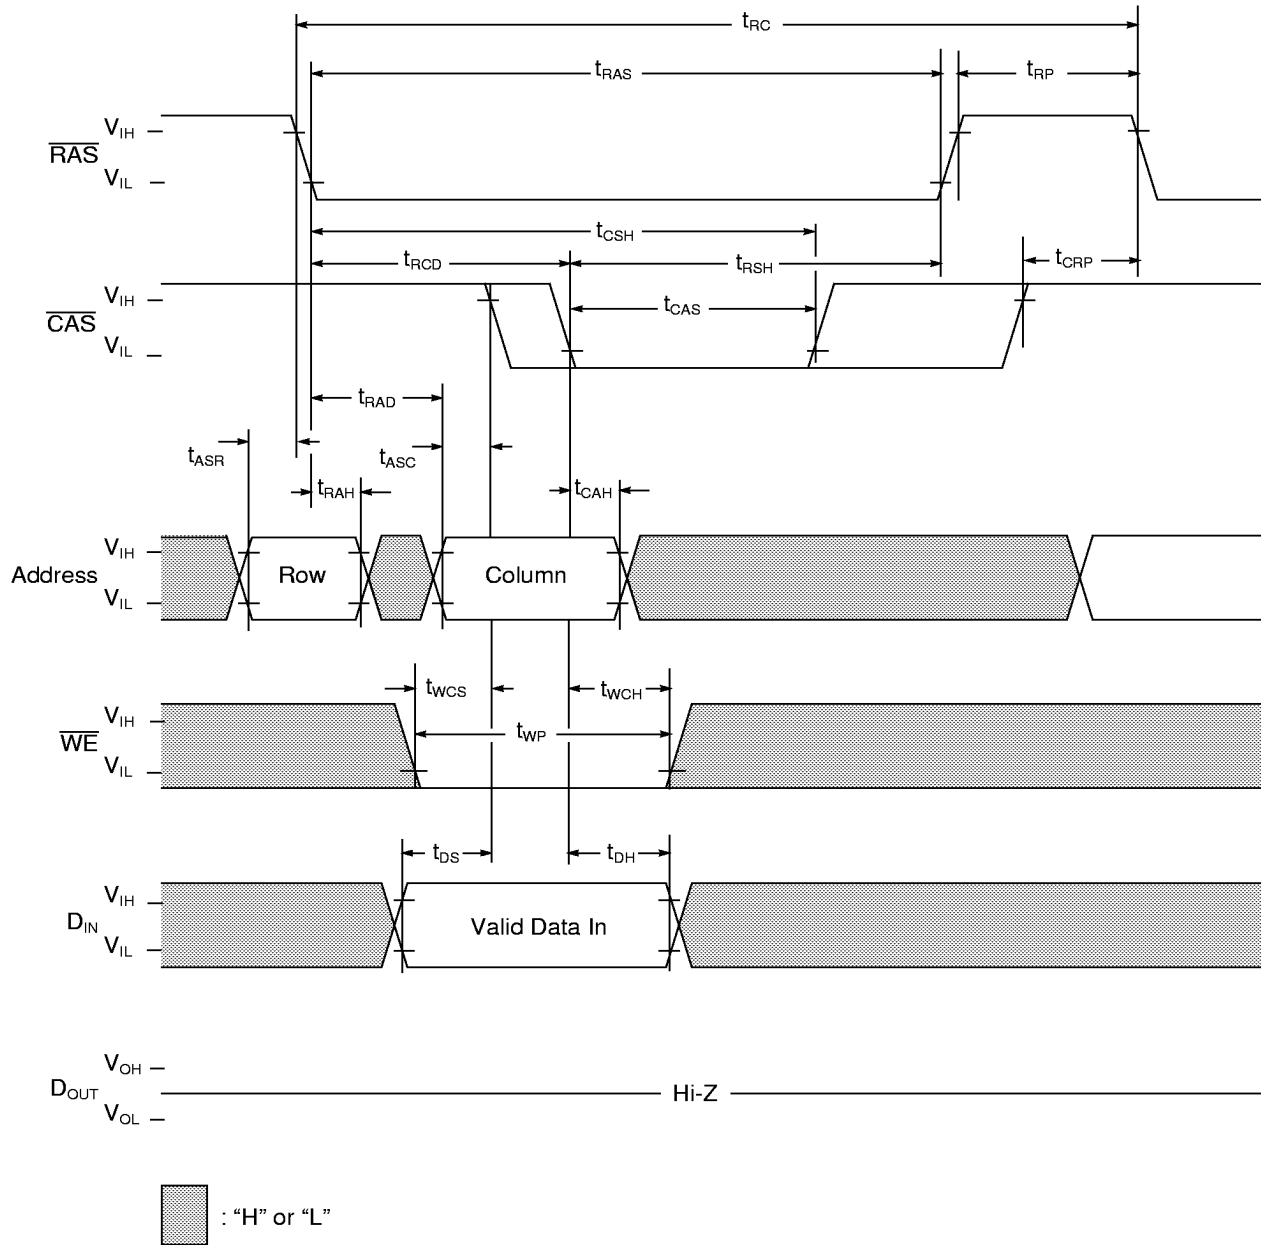 tRC
tRAS
tRP
VIH
RAS
VIL
tCSH
tRCD
tRSH
tCRP
VIH
CAS
tCAS
VIL
tRAD
tASR
tASC
tRAH
tCAH
VIH
Address
Row
Column
VIL
tWCS
tWCH
VIH
WE
tWP
VIL
tDS
tDH
VIH
DIN
Valid Data In
VIL
VOH
DOUT
Hi-Z
VOL
: “H” or “L”